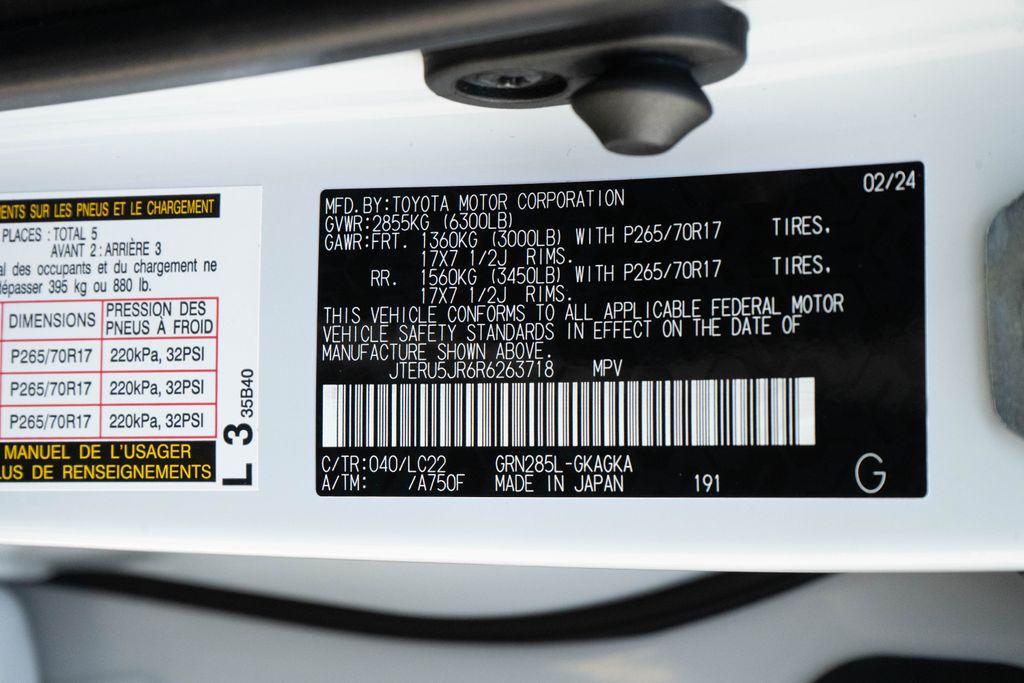 MENTS SUR LES PNEUS ET LE CHARGEMENT
PLACES : TOTAL 5
AVANT 2 : ARRIÈRE 3
al des occupants et du chargement ne
dépasser 395 kg ou 880 lb.
DIMENSIONS
PRESSION DES PNEUS À FROID
P265/70R17 220kPa, 32PSI
P265/70R17 220kPa, 32PSI
P265/70R17 220kPa, 32PSI
MANUEL DE L'USAGER
LUS DE RENSEIGNEMENTS
L 3 35B40
02/24
MFD.BY:TOYOTA MOTOR CORPORATION
GVWR:2855KG (6300LB)
GAWR:FRT. 1360KG (3000LB) WITH P265/70R17 TIRES.
17X7 1/2J RIMS.
RR. 1560KG (3450LB) WITH P265/70R17 TIRES.
17X7 1/2J RIMS.
THIS VEHICLE CONFORMS TO ALL APPLICABLE FEDERAL MOTOR
VEHICLE SAFETY STANDARDS IN EFFECT ON THE DATE OF
MANUFACTURE SHOWN ABOVE.
JTERU5JR6R6263718 MPV
C/TR:040/LC22 GRN285L-GKAGKA
A/TM: /A750F MADE IN JAPAN 191
G